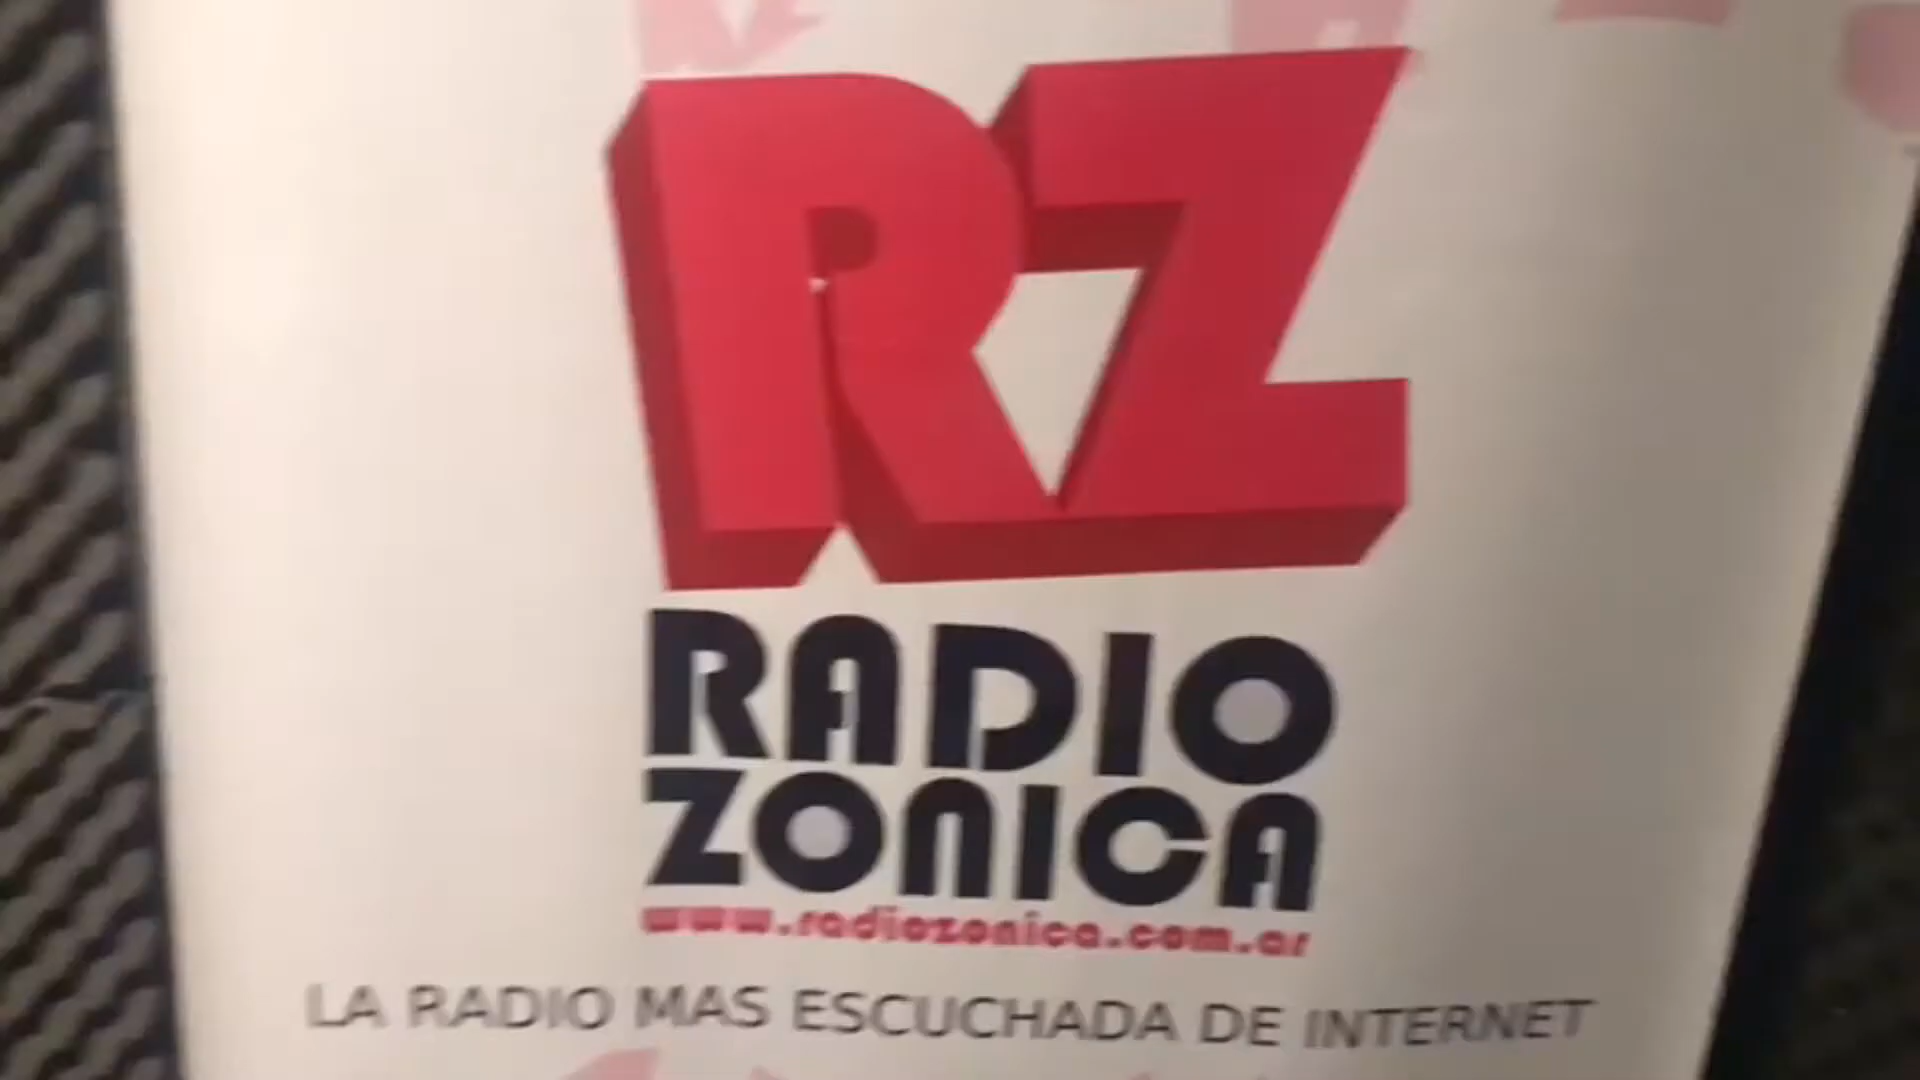 RZ
RADIO
ZONICA
www.radiozonica.com.ar
LA RADIO MAS ESCUCHADA DE INTERNET